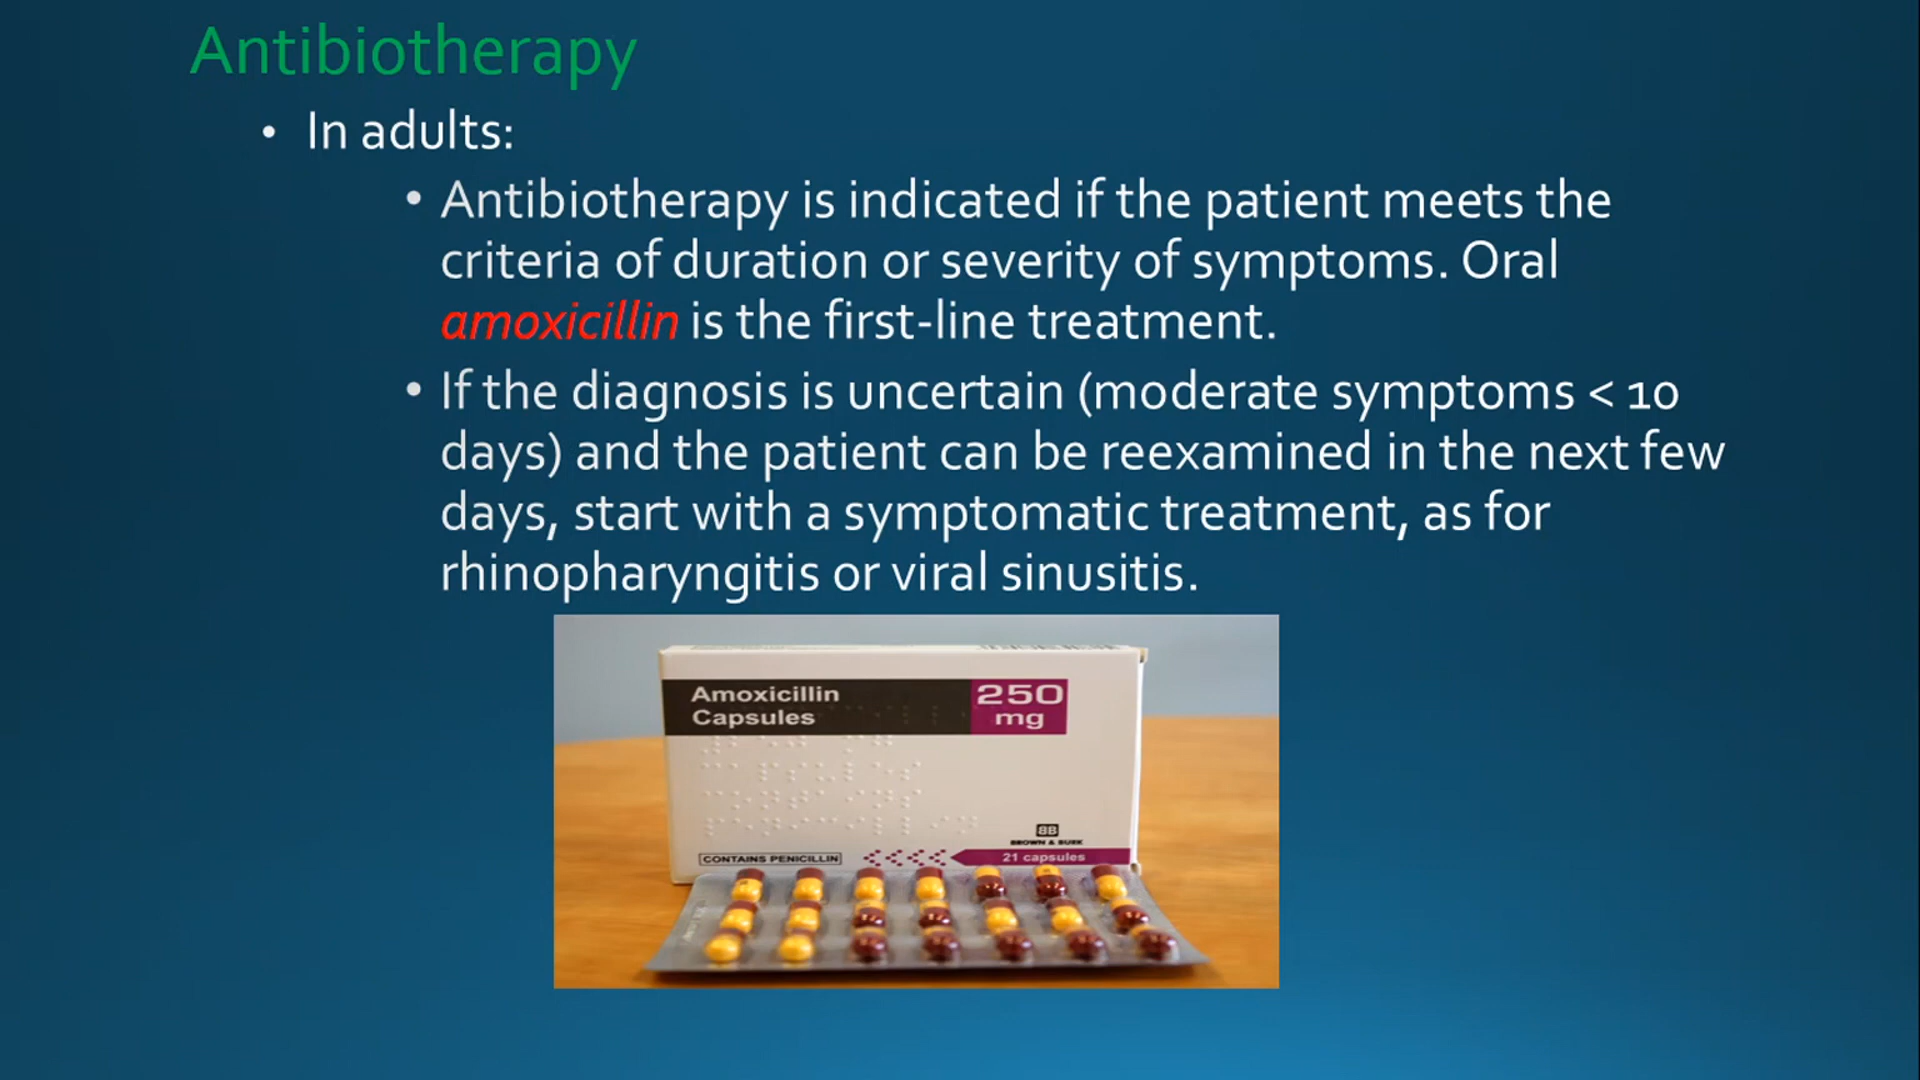 Antibiotherapy
• In adults:
• Antibiotherapy is indicated if the patient meets the
criteria of duration or severity of symptoms. Oral
amoxicillin is the first-line treatment.
• If the diagnosis is uncertain (moderate symptoms < 10
days) and the patient can be reexamined in the next few
days, start with a symptomatic treatment, as for
rhinopharyngitis or viral sinusitis.
Amoxicillin
Capsules
250
mg
BROWN & BURK
CONTAINS PENICILLIN
21 capsules